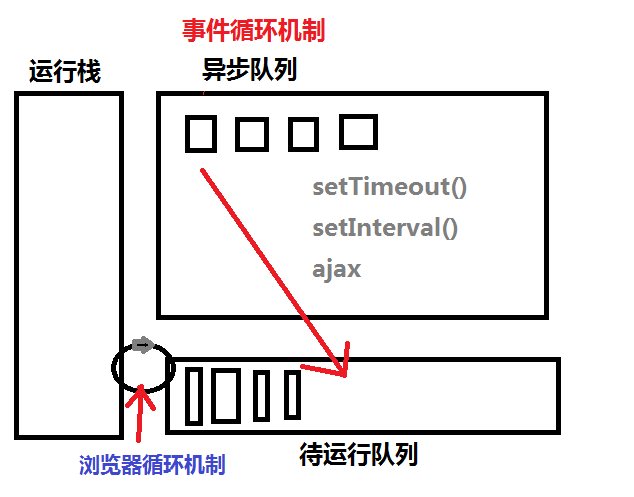 事件循环机制
运行栈
异步队列
setTimeout()
setInterval()
ajax
浏览器循环机制
待运行队列